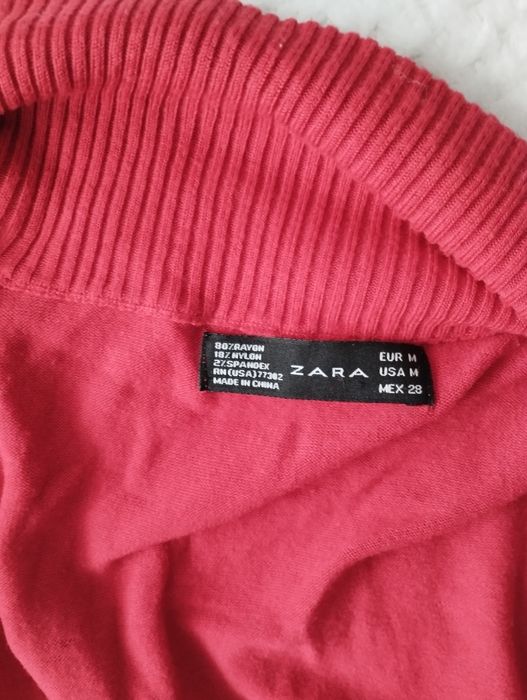 80%RAYON
18%NYLON
2%SPANDEX
RN(USA)77302
MADE IN CHINA
ZARA
EUR M
USA M
MEX 28